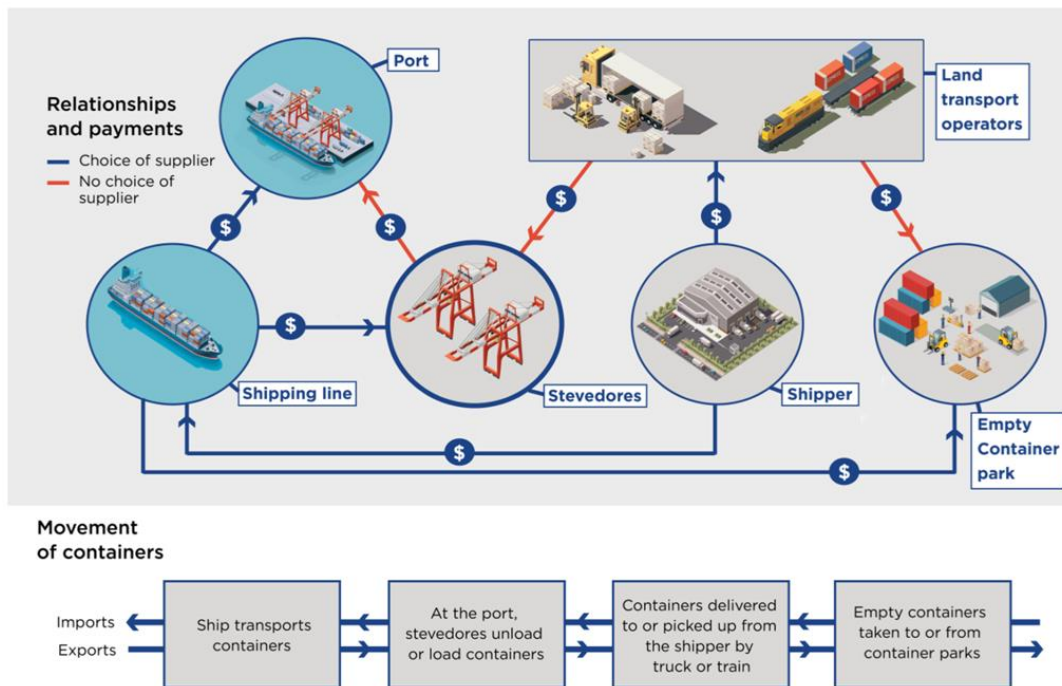 Port
Land
transport
operators
Relationships
and payments
Choice of supplier
No choice of
supplier
$
$
$
$
$
Shipping line
Stevedores
Shipper
Empty
Container
park
$
$
Movement
of containers
Imports
Exports
Ship transports
containers
At the port,
stevedores unload
or load containers
Containers delivered
to or picked up from
the shipper by
truck or train
Empty containers
taken to or from
container parks